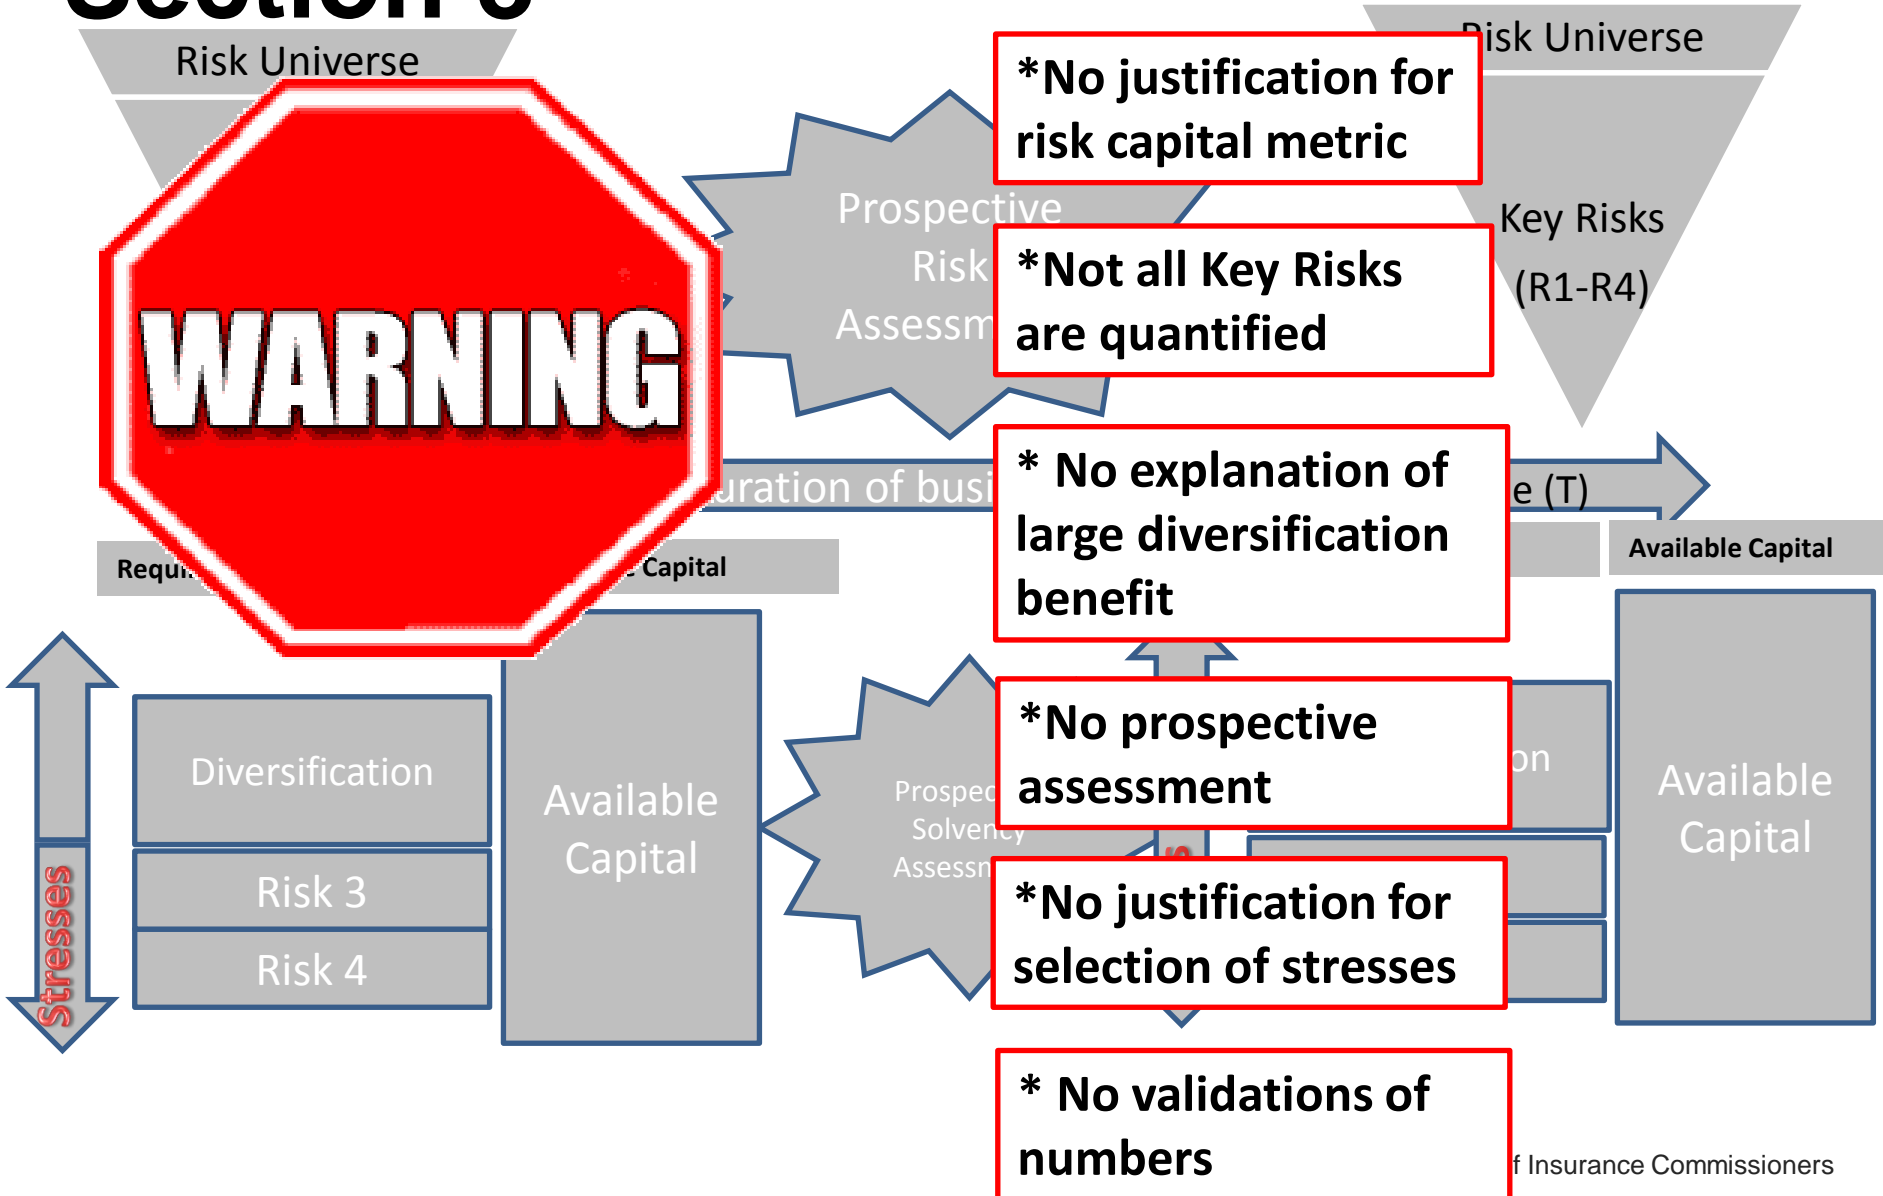 Section
Risk Universe
Risk Universe
WARNING
Prospective
Risk
*No justification for
risk capital metric
*Not all Key Risks
are quantified
Key Risks
(R1-R4)
* No explanation of
large diversification
benefit
of
(T)
Capital
Available Capital
Stresses
Diversification
Risk 3
Risk 4
Available
Capital
Solvency
*No prospective
assessment
*No justification for
selection of stresses
Available
Capital
* No validations of
numbers
Insurance Commissioners